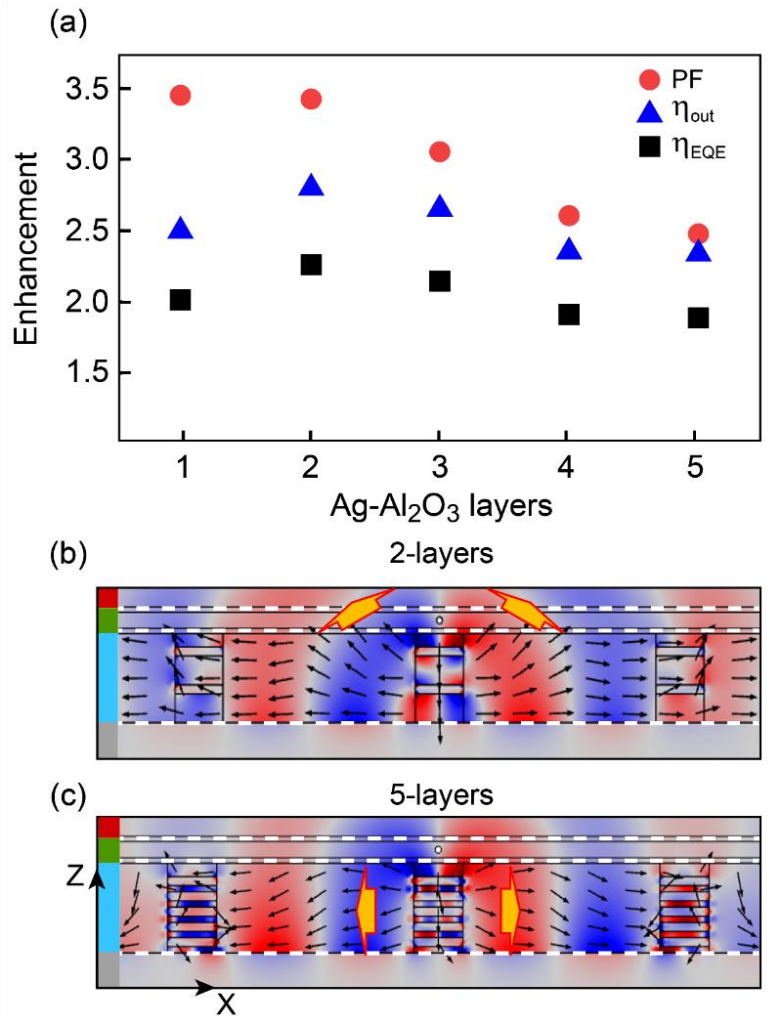 (a)
3.5
3.0
2.5
2.0
1.5
Enhancement
PF
ηout
ηEQE
1 2 3 4 5
Ag-Al2O3 layers
(b) 2-layers
(c) 5-layers
Z
X